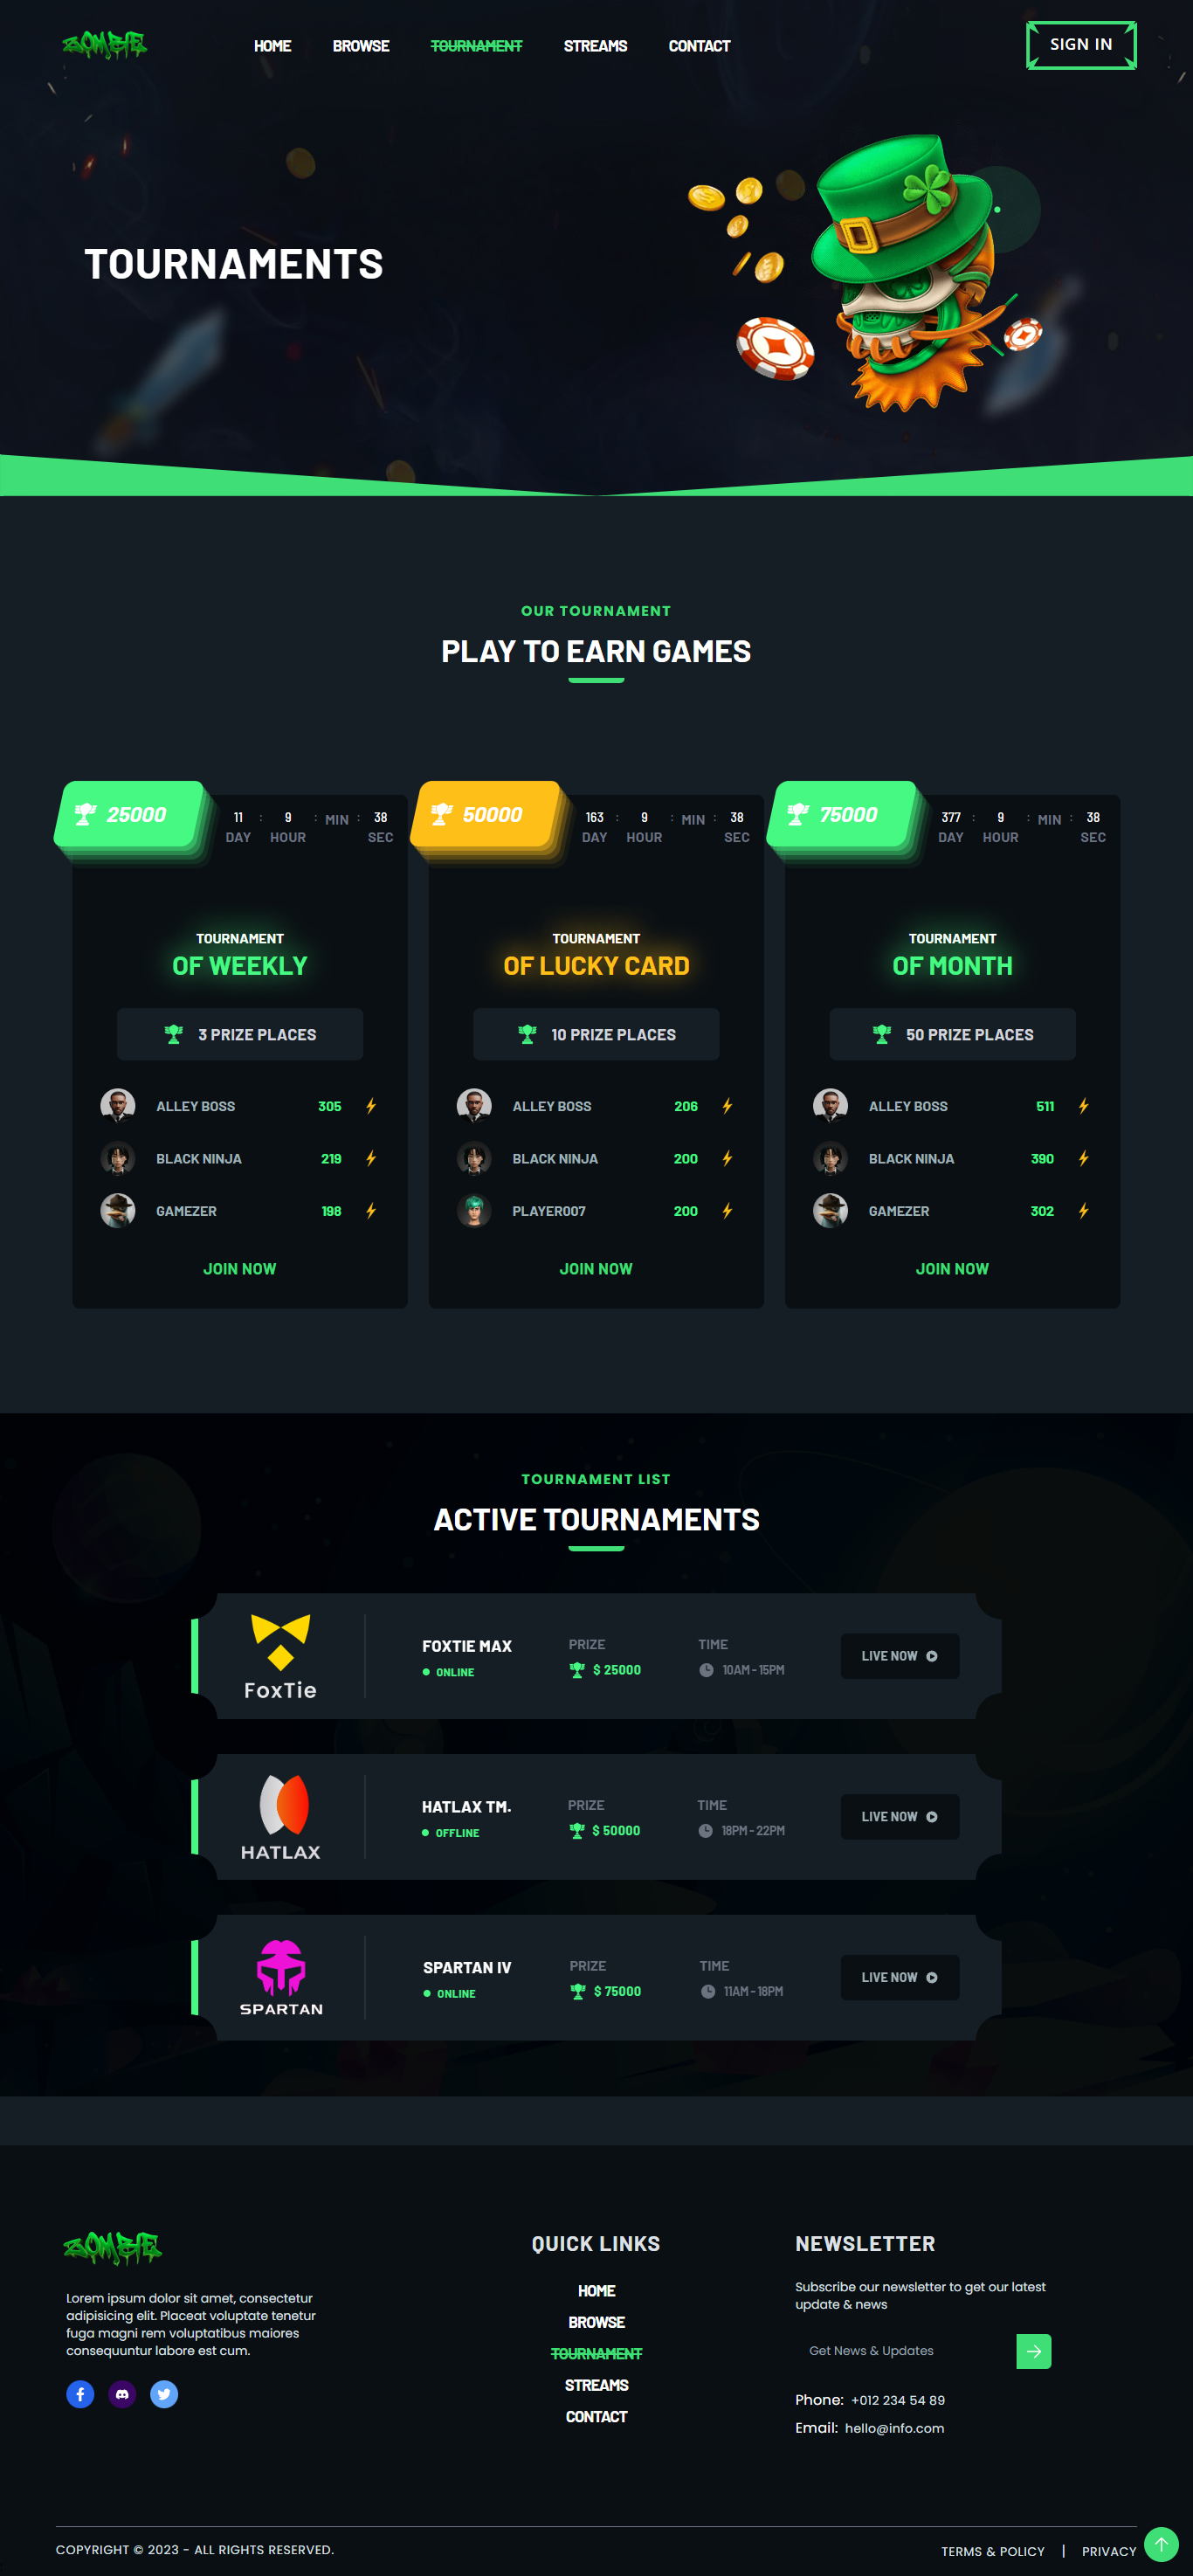 ZOMBIE
HOME BROWSE TOURNAMENT STREAMS CONTACT
SIGN IN
TOURNAMENTS
OUR TOURNAMENT
PLAY TO EARN GAMES
25000
11 : 9 : MIN : 38
DAY HOUR SEC
TOURNAMENT
OF WEEKLY
3 PRIZE PLACES
ALLEY BOSS 305
BLACK NINJA 219
GAMEZER 198
JOIN NOW
50000
163 : 9 : MIN : 38
DAY HOUR SEC
TOURNAMENT
OF LUCKY CARD
10 PRIZE PLACES
ALLEY BOSS 206
BLACK NINJA 200
PLAYER007 200
JOIN NOW
75000
377 : 9 : MIN : 38
DAY HOUR SEC
TOURNAMENT
OF MONTH
50 PRIZE PLACES
ALLEY BOSS 511
BLACK NINJA 390
GAMEZER 302
JOIN NOW
TOURNAMENT LIST
ACTIVE TOURNAMENTS
FoxTie
FOXTIE MAX
ONLINE
PRIZE
$ 25000
TIME
10AM - 15PM
LIVE NOW
HATLAX
HATLAX TM.
OFFLINE
PRIZE
$ 50000
TIME
18PM - 22PM
LIVE NOW
SPARTAN
SPARTAN IV
ONLINE
PRIZE
$ 75000
TIME
11AM - 18PM
LIVE NOW
ZOMBIE
Lorem ipsum dolor sit amet, consectetur
adipisicing elit. Placeat voluptate tenetur
fuga magni rem voluptatibus maiores
consequuntur labore est cum.
QUICK LINKS
HOME
BROWSE
TOURNAMENT
STREAMS
CONTACT
NEWSLETTER
Subscribe our newsletter to get our latest
update & news
Get News & Updates
Phone: +012 234 54 89
Email: hello@info.com
COPYRIGHT © 2023 - ALL RIGHTS RESERVED.
TERMS & POLICY | PRIVACY